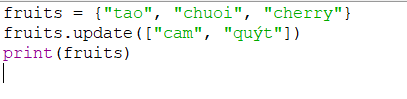 fruits = {"tao", "chuoi", "cherry"}
fruits.update(["cam", "quýt"])
print(fruits)